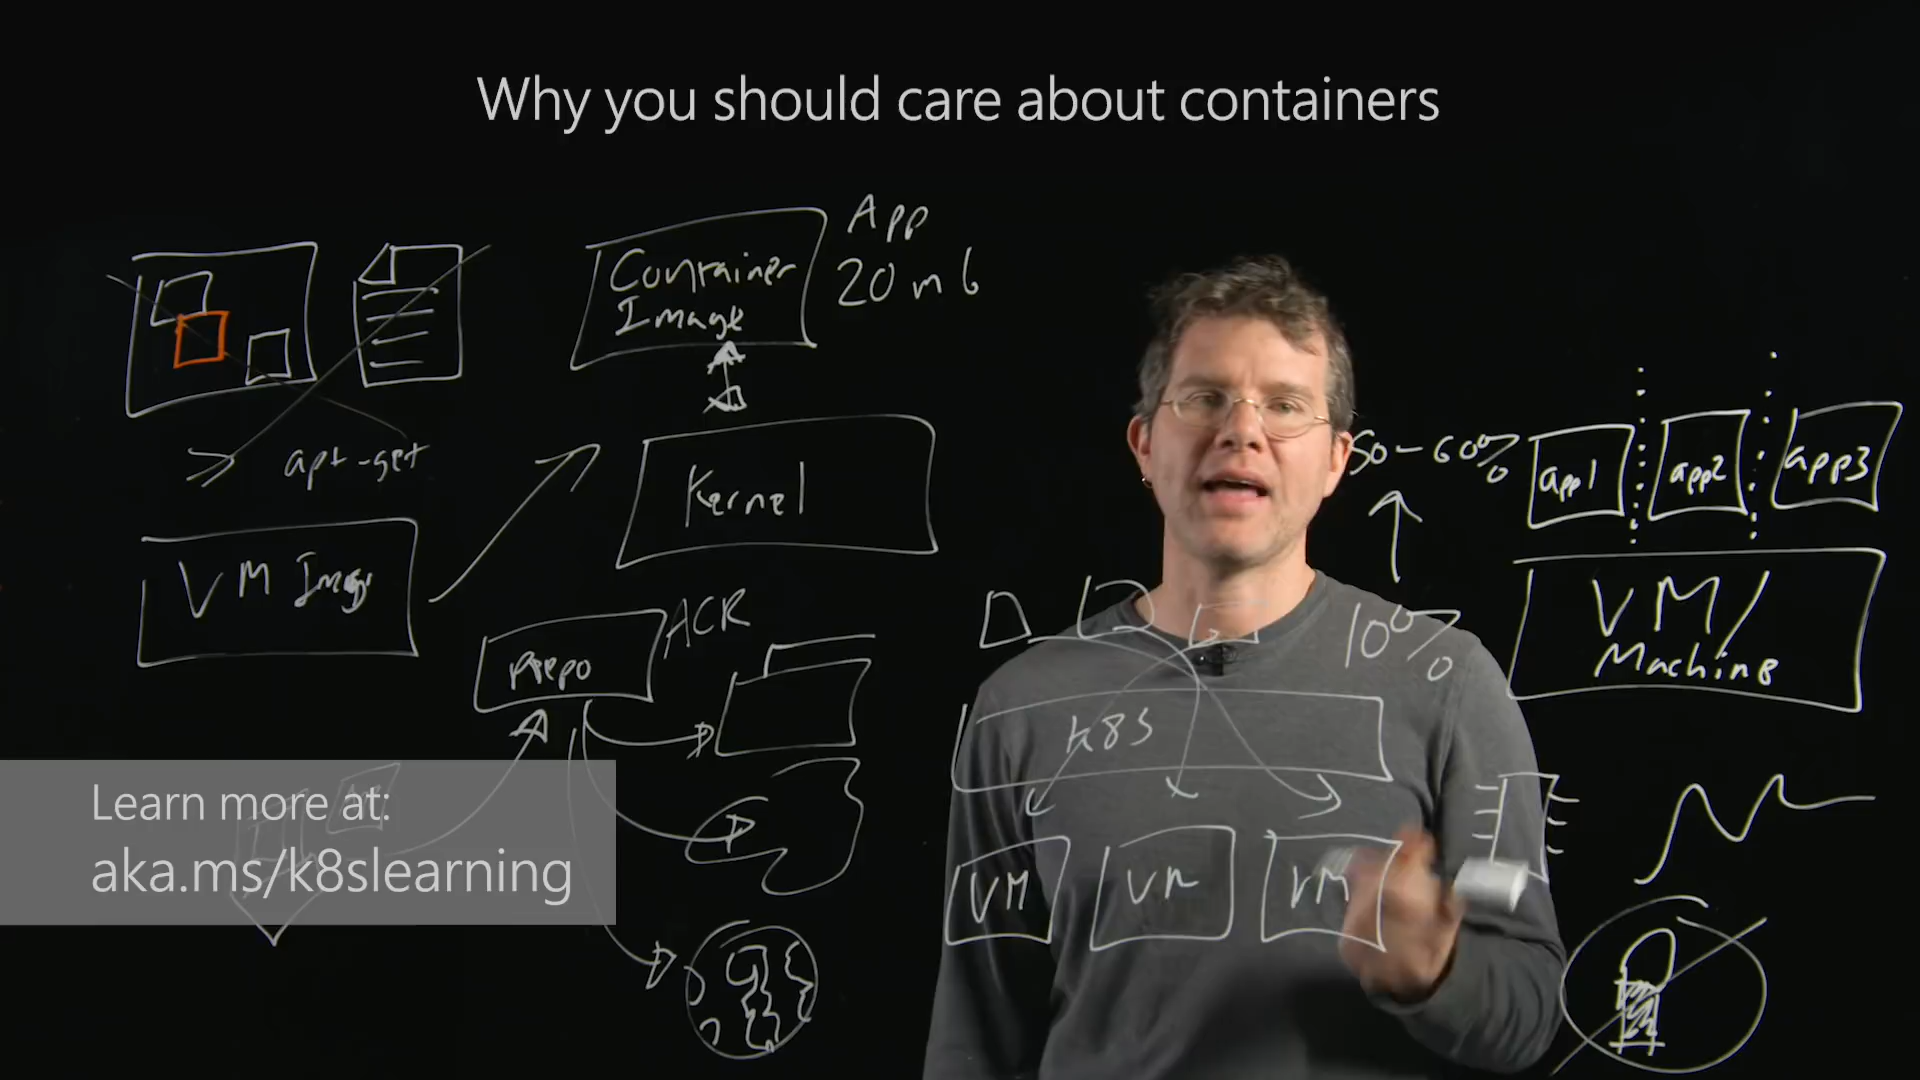 Why you should care about containers
App
20 mb
Container
Image
apt-get
Kernel
50-60%
app1
app2
app3
VM Image
ACR
Repo
10%
VM/
Machine
k8s
Learn more at:
aka.ms/k8slearning
VM
VM
VM